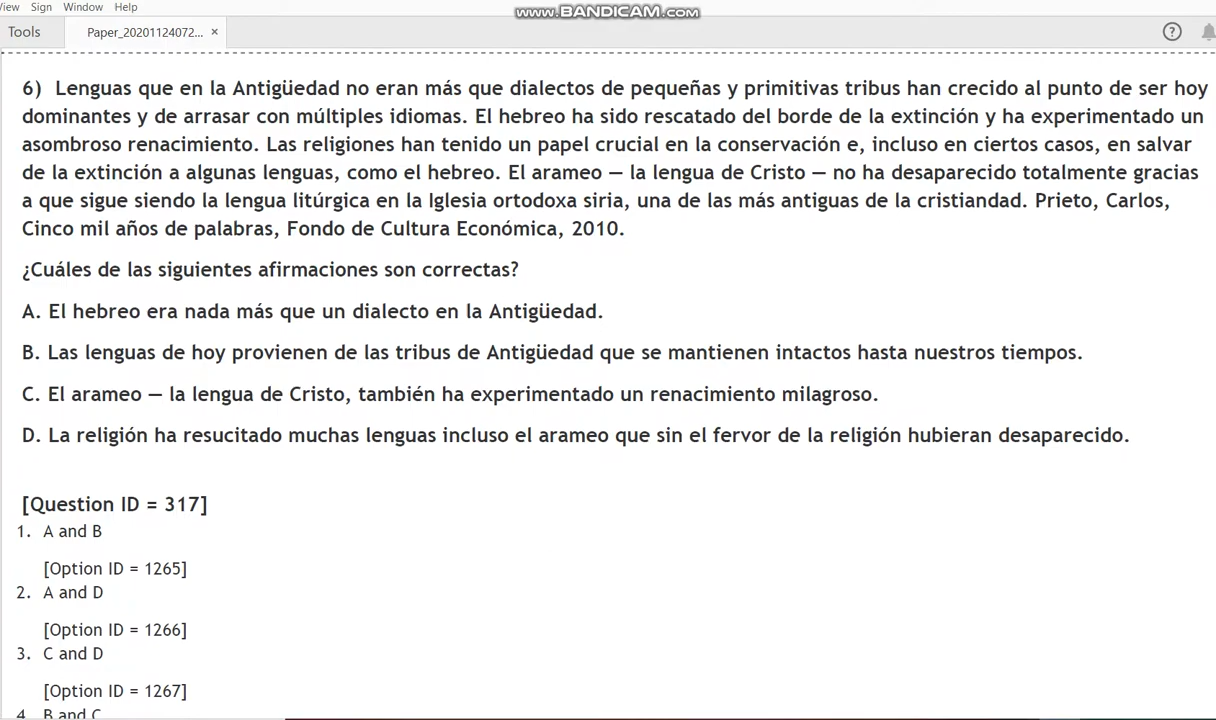 View Sign Window Help
www.BANDICAM.com
Tools Paper_20201124072... × ?
6) Lenguas que en la Antigüedad no eran más que dialectos de pequeñas y primitivas tribus han crecido al punto de ser hoy
dominantes y de arrasar con múltiples idiomas. El hebreo ha sido rescatado del borde de la extinción y ha experimentado un
asombroso renacimiento. Las religiones han tenido un papel crucial en la conservación e, incluso en ciertos casos, en salvar
de la extinción a algunas lenguas, como el hebreo. El arameo — la lengua de Cristo — no ha desaparecido totalmente gracias
a que sigue siendo la lengua litúrgica en la Iglesia ortodoxa siria, una de las más antiguas de la cristiandad. Prieto, Carlos,
Cinco mil años de palabras, Fondo de Cultura Económica, 2010.
¿Cuáles de las siguientes afirmaciones son correctas?
A. El hebreo era nada más que un dialecto en la Antigüedad.
B. Las lenguas de hoy provienen de las tribus de Antigüedad que se mantienen intactos hasta nuestros tiempos.
C. El arameo — la lengua de Cristo, también ha experimentado un renacimiento milagroso.
D. La religión ha resucitado muchas lenguas incluso el arameo que sin el fervor de la religión hubieran desaparecido.
[Question ID = 317]
1. A and B
[Option ID = 1265]
2. A and D
[Option ID = 1266]
3. C and D
[Option ID = 1267]
4. B and C